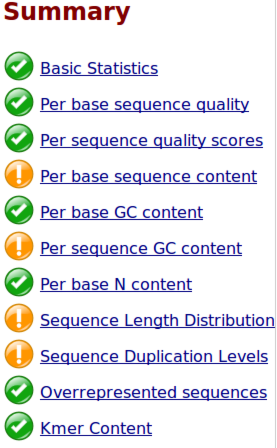 Summary
Basic Statistics
Per base sequence quality
Per sequence quality scores
Per base sequence content
Per base GC content
Per sequence GC content
Per base N content
Sequence Length Distribution
Sequence Duplication Levels
Overrepresented sequences
Kmer Content